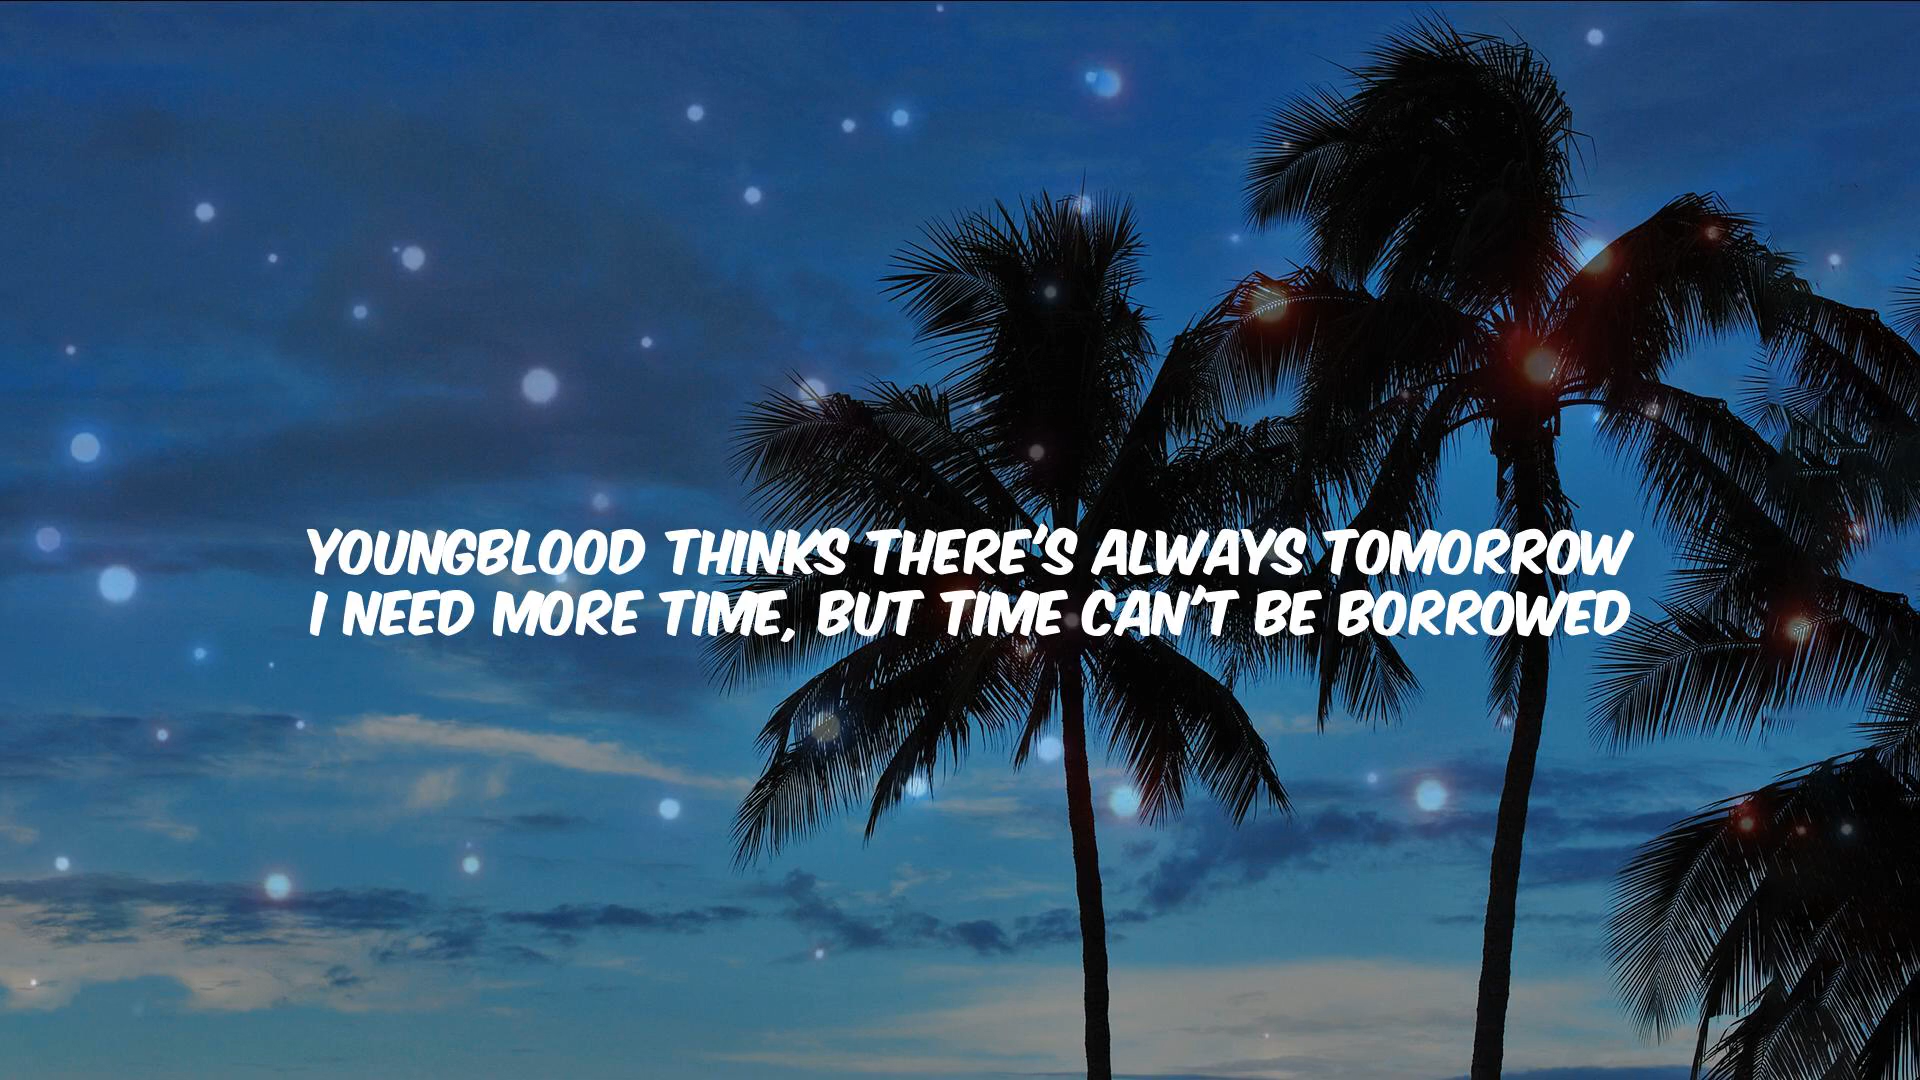 YOUNGBLOOD THINKS THERE'S ALWAYS TOMORROW
I NEED MORE TIME, BUT TIME CAN'T BE BORROWED